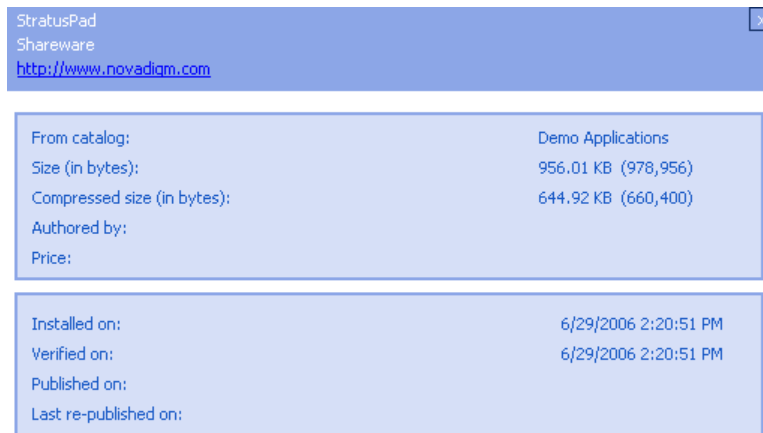 StratusPad
Shareware
http://www.novadigm.com
From catalog: Demo Applications
Size (in bytes): 956.01 KB (978,956)
Compressed size (in bytes): 644.92 KB (660,400)
Authored by:
Price:
Installed on: 6/29/2006 2:20:51 PM
Verified on: 6/29/2006 2:20:51 PM
Published on:
Last re-published on: